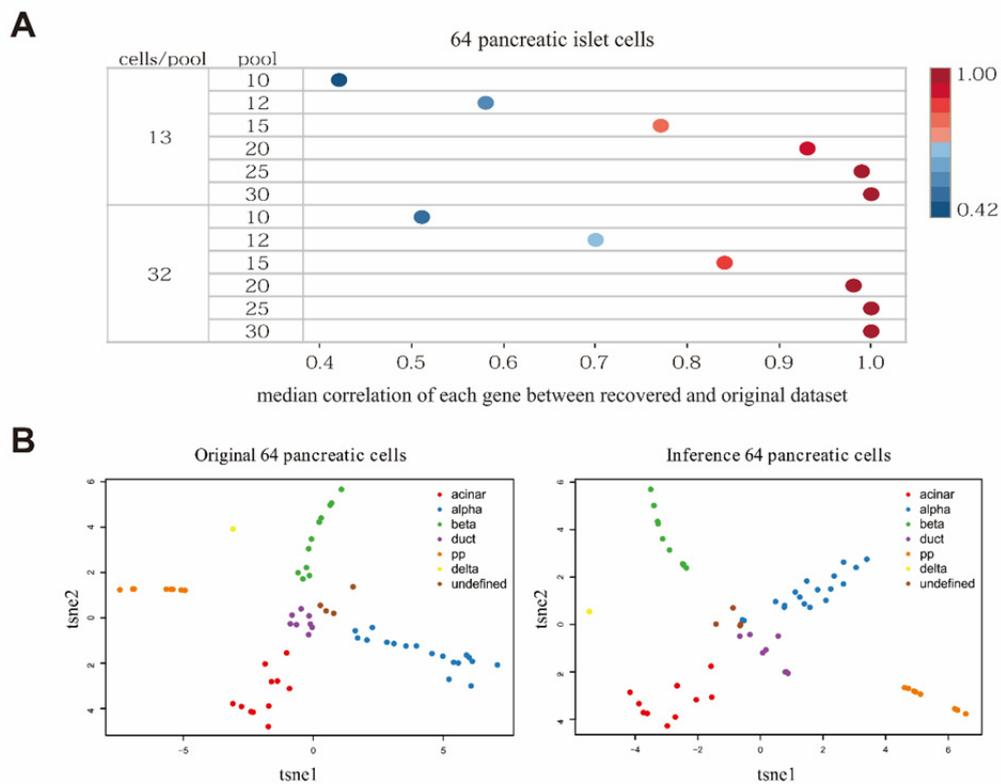 A
64 pancreatic islet cells
cells/pool pool
13
10
12
15
20
25
30
32
10
12
15
20
25
30
1.00
0.42
0.4 0.5 0.6 0.7 0.8 0.9 1.0
median correlation of each gene between recovered and original dataset
B
Original 64 pancreatic cells
6
4
2
0
2
4
tsne2
acinar
alpha
beta
duct
pp
delta
undefined
-5 0 5
tsne1
Inference 64 pancreatic cells
6
4
2
0
2
4
tsne2
acinar
alpha
beta
duct
pp
delta
undefined
-4 -2 0 2 4 6
tsne1